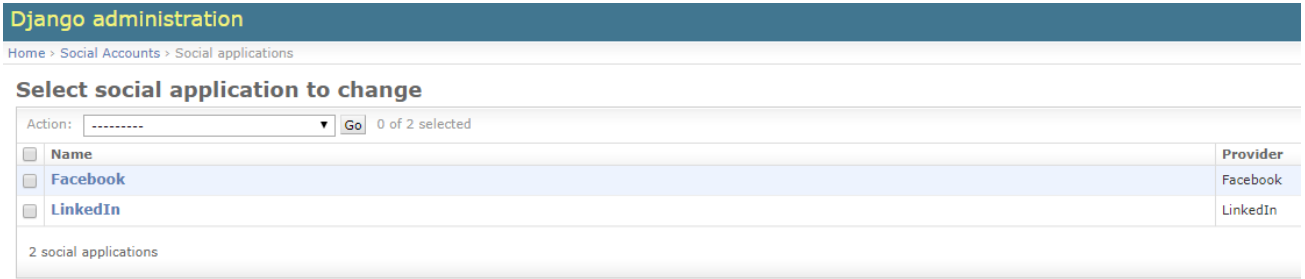 Django administration
Home › Social Accounts › Social applications
Select social application to change
Action: --------- Go 0 of 2 selected
Name Provider
Facebook Facebook
LinkedIn LinkedIn
2 social applications